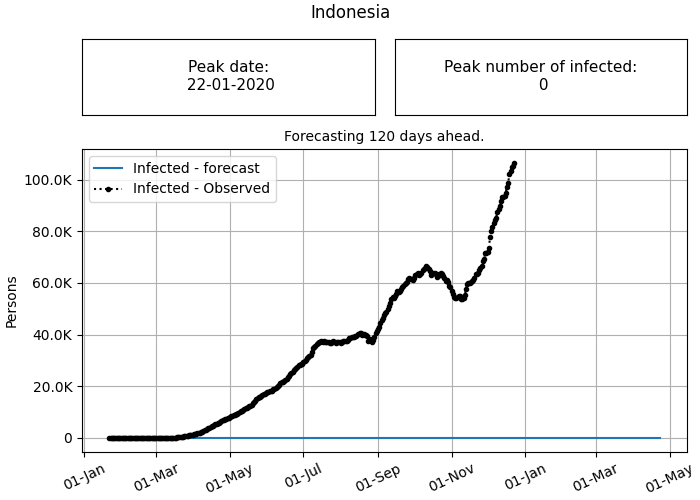 Indonesia
Peak date:
22-01-2020
Peak number of infected:
0
Forecasting 120 days ahead.
Infected - forecast
Infected - Observed
100.0K
80.0K
60.0K
40.0K
20.0K
0
Persons
01-Jan
01-Mar
01-May
01-Jul
01-Sep
01-Nov
01-Jan
01-Mar
01-May